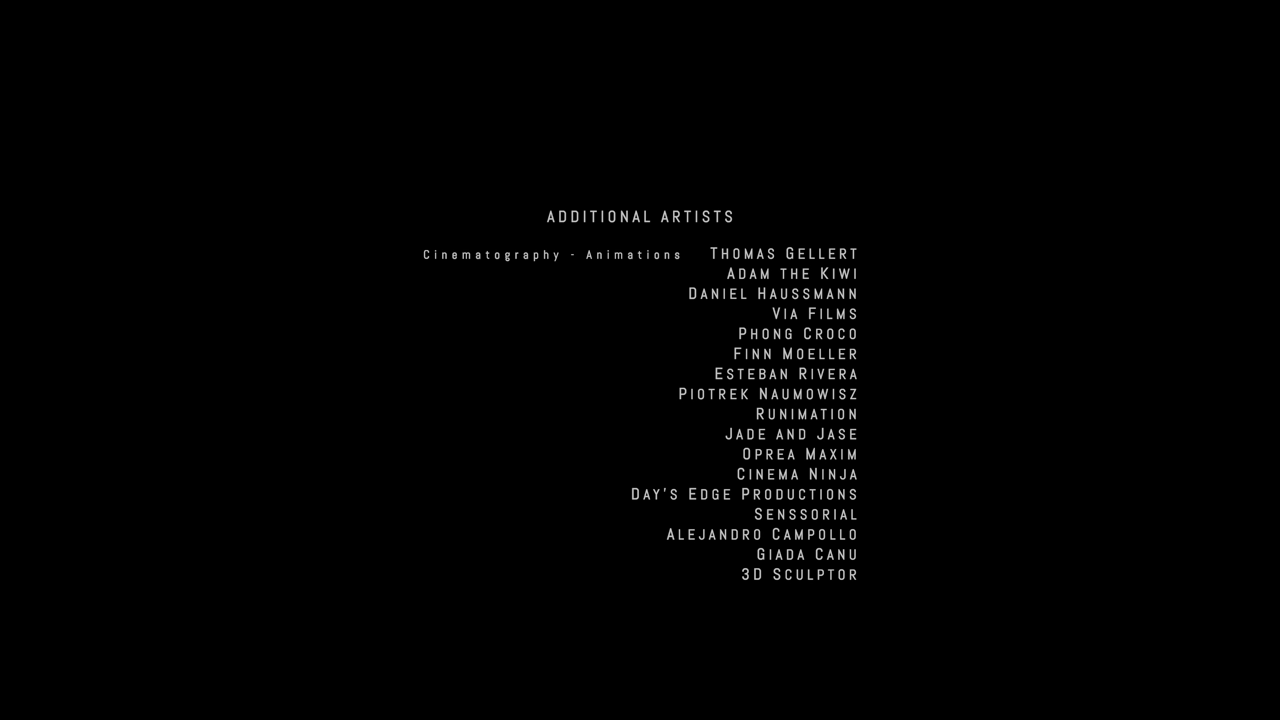 ADDITIONAL ARTISTS
Cinematography - Animations THOMAS GELLERT
ADAM THE KIWI
DANIEL HAUSSMANN
VIA FILMS
PHONG CROCO
FINN MOELLER
ESTEBAN RIVERA
PIOTREK NAUMOWISZ
RUNIMATION
JADE AND JASE
OPREA MAXIM
CINEMA NINJA
DAY'S EDGE PRODUCTIONS
SENSSORIAL
ALEJANDRO CAMPOLLO
GIADA CANU
3D SCULPTOR